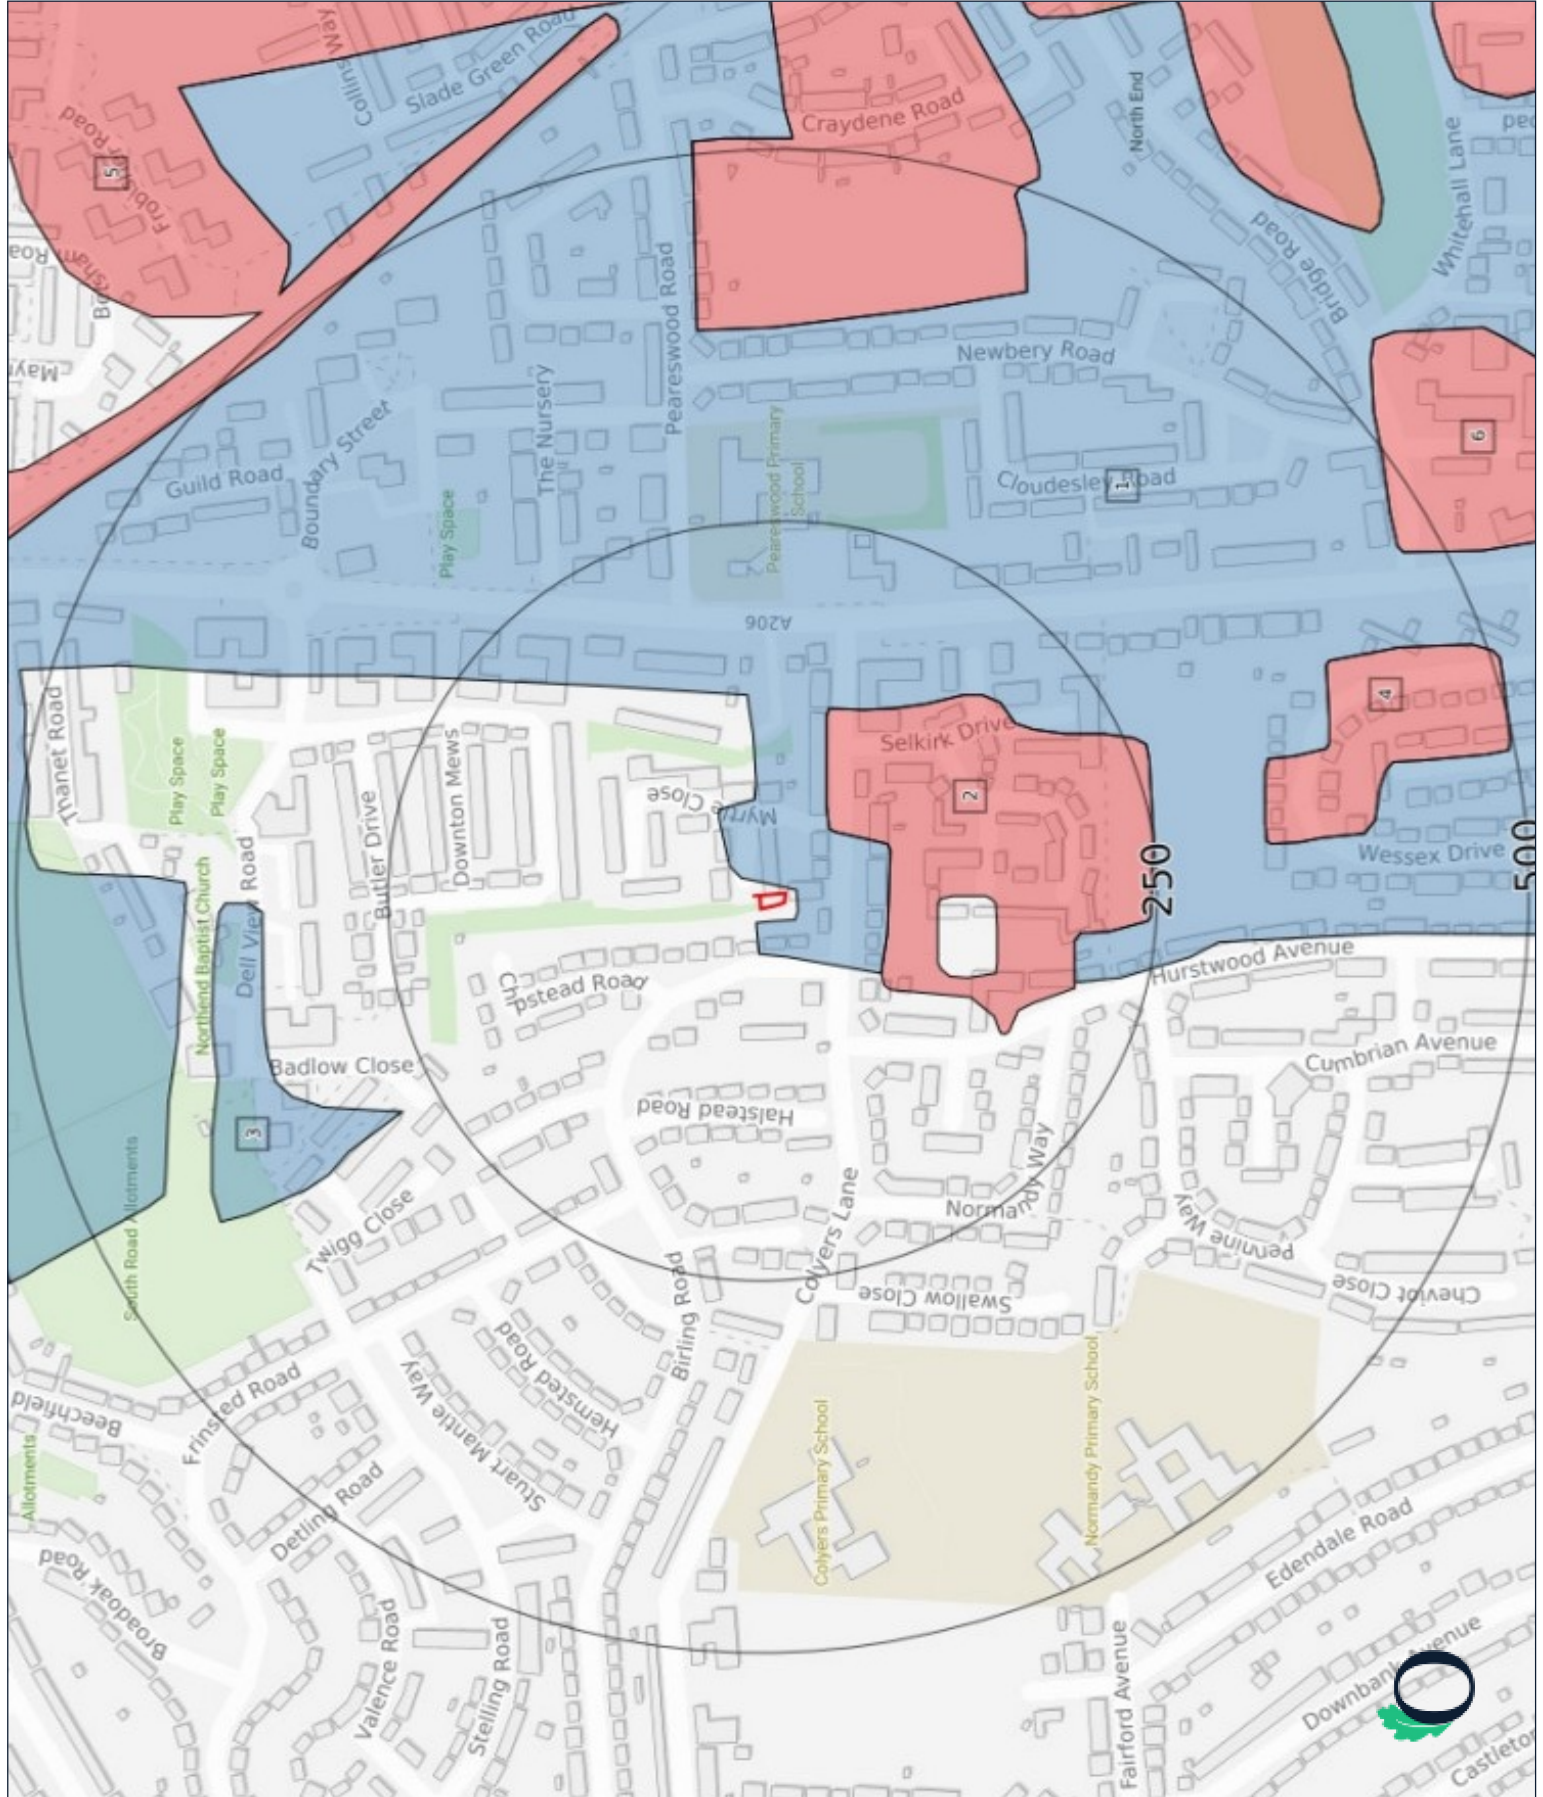 Collins Way
Slade Green Road
Craydene Road
North End
Whitehall Lane
Frobisher Road
5
Bridge Road
Peareswood Road
Newbery Road
The Nursery
Boundary Street
Guild Road
Peareswood Primary
School
Cloudesley Road
1
6
Play Space
A206
Thanet Road
Play Space
Play Space
Selkirk Drive
4
2
Downton Mews
Butler Drive
Myrtle Close
Wessex Drive
250
500
Northend Baptist Church
Dell View Road
Hurstwood Avenue
Chipstead Road
Cumbrian Avenue
Badlow Close
Halstead Road
3
Normandy Way
South Road Allotments
Twigg Close
Colyers Lane
Pennine Way
Swallow Close
Cheviot Close
Birling Road
Hemsted Road
Frinsted Road
Beechfield
Stuart Mantle Way
Allotments
Colyers Primary School
Normandy Primary School
Detling Road
Edendale Road
Broadoak Road
Valence Road
Stelling Road
Fairford Avenue
Downbank Avenue
Castleton